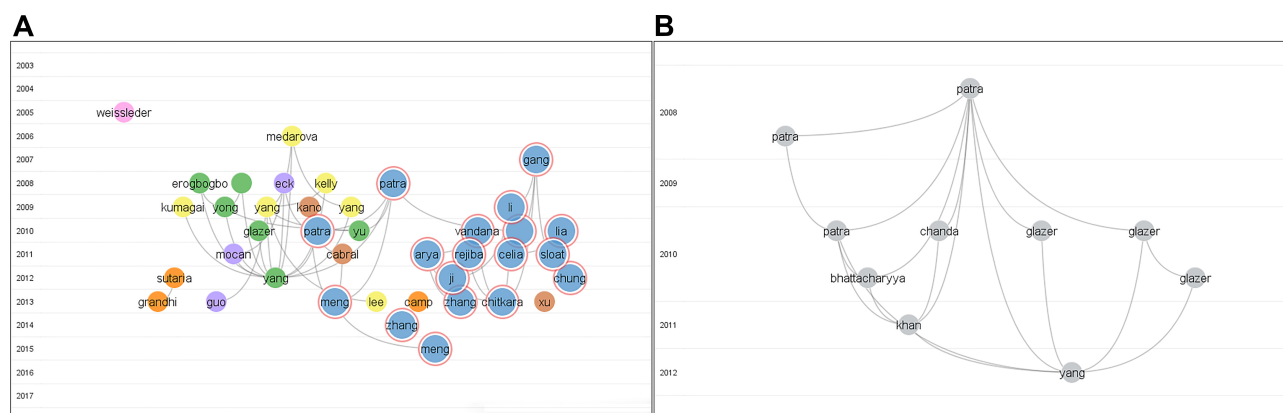 A
2003
2004
2005
weissleder
2006
medarova
2007
gang
2008
erogbogbo eck kelly patra
2009
kumagai yong yang kano yang li
2010
glazer patra yu vandana lia
2011
mocan cabral arya rejiba celia sloat
2012
sutaria yang ji chung
2013
grandhi guo meng lee camp zhang chitkara xu
2014
zhang
2015
meng
2016
2017
B
patra
2008
patra
2009
patra chanda glazer glazer
2010
bhattacharyya glazer
2011
khan
2012
yang